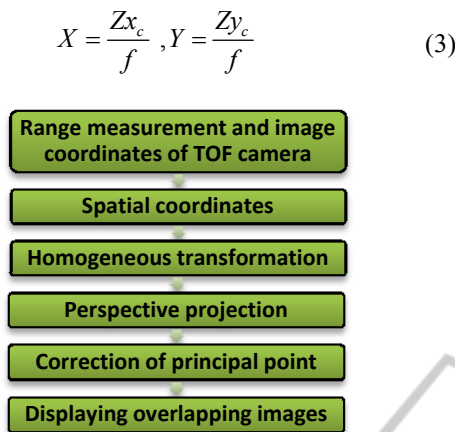 X = Zx_c / f , Y = Zy_c / f (3)
Range measurement and image
coordinates of TOF camera
Spatial coordinates
Homogeneous transformation
Perspective projection
Correction of principal point
Displaying overlapping images